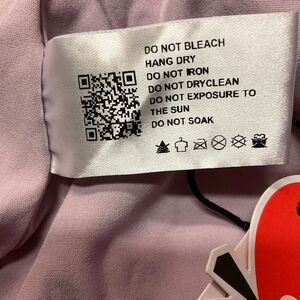 DO NOT BLEACH
HANG DRY
DO NOT IRON
DO NOT DRYCLEAN
DO NOT EXPOSURE TO
THE SUN
DO NOT SOAK